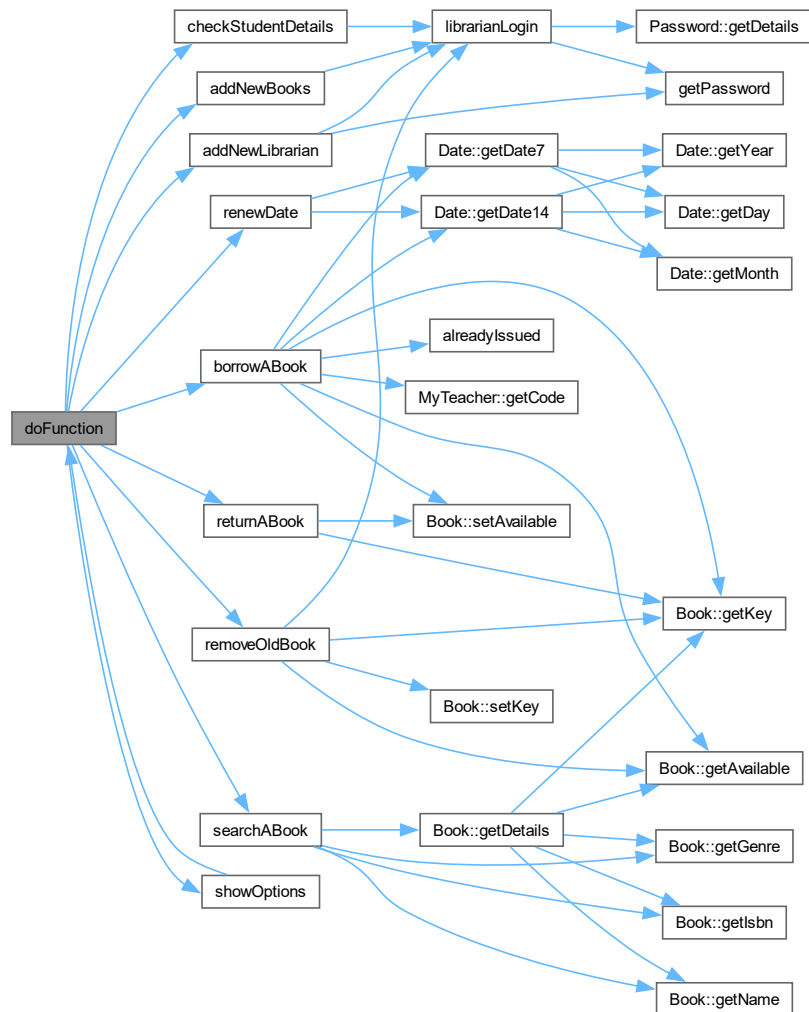 checkStudentDetails
librarianLogin
Password::getDetails
addNewBooks
getPassword
addNewLibrarian
Date::getDate7
Date::getYear
renewDate
Date::getDate14
Date::getDay
Date::getMonth
alreadyIssued
borrowABook
MyTeacher::getCode
doFunction
returnABook
Book::setAvailable
Book::getKey
removeOldBook
Book::setKey
Book::getAvailable
searchABook
Book::getDetails
Book::getGenre
showOptions
Book::getIsbn
Book::getName